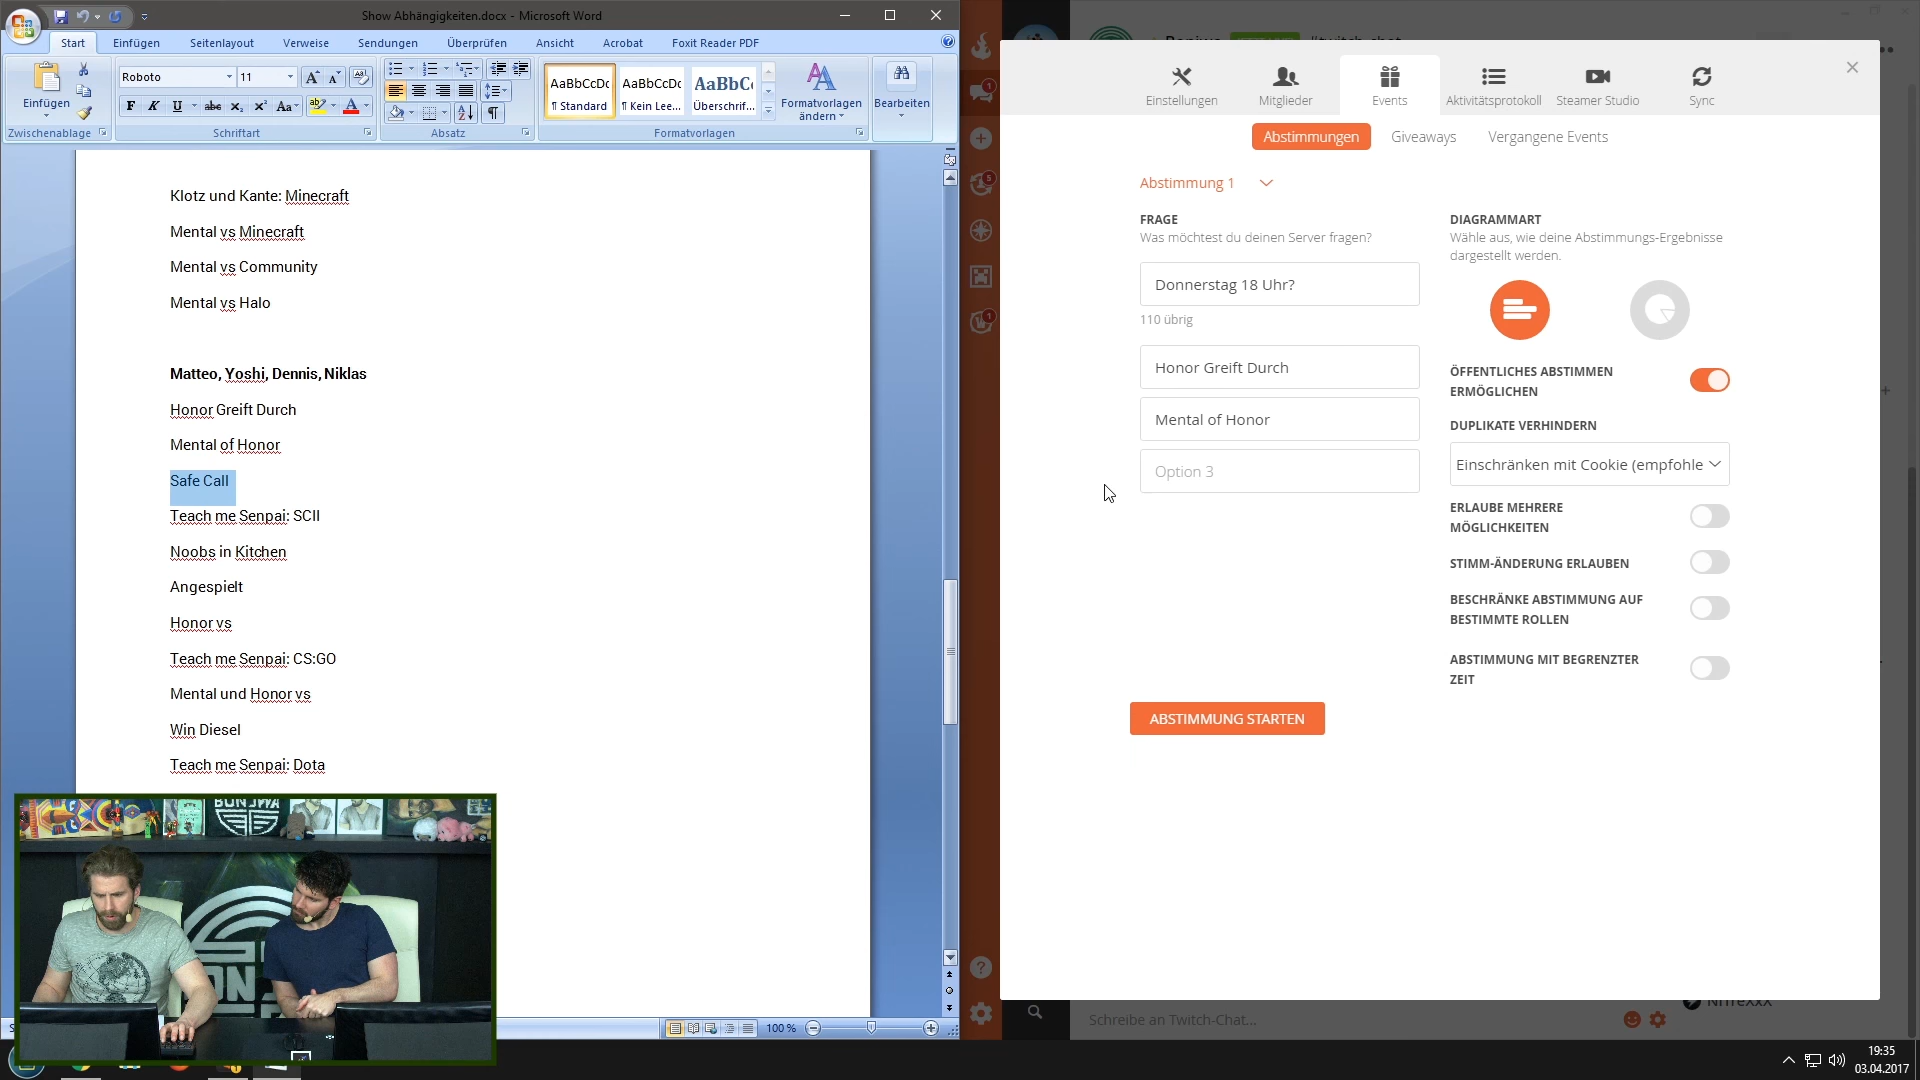 Show Abhängigkeiten.docx - Microsoft Word
Start Einfügen Seitenlayout Verweise Sendungen Überprüfen Ansicht Acrobat Foxit Reader PDF
Einfügen
Roboto 11
F K U abc x₂ x² Aa
AaBbCcDc AaBbCcDc AaBbCc
¶ Standard ¶ Kein Lee... Überschrif...
Formatvorlagen ändern
Bearbeiten
Zwischenablage Schriftart Absatz Formatvorlagen
Klotz und Kante: Minecraft
Mental vs Minecraft
Mental vs Community
Mental vs Halo
Matteo, Yoshi, Dennis, Niklas
Honor Greift Durch
Mental of Honor
Safe Call
Teach me Senpai: SCII
Noobs in Kitchen
Angespielt
Honor vs
Teach me Senpai: CS:GO
Mental und Honor vs
Win Diesel
Teach me Senpai: Dota
BONJWA
100 %
Einstellungen Mitglieder Events Aktivitätsprotokoll Steamer Studio Sync
Abstimmungen Giveaways Vergangene Events
Abstimmung 1
FRAGE
Was möchtest du deinen Server fragen?
Donnerstag 18 Uhr?
110 übrig
Honor Greift Durch
Mental of Honor
Option 3
ABSTIMMUNG STARTEN
DIAGRAMMART
Wähle aus, wie deine Abstimmungs-Ergebnisse
dargestellt werden.
ÖFFENTLICHES ABSTIMMEN
ERMÖGLICHEN
DUPLIKATE VERHINDERN
Einschränken mit Cookie (empfohle
ERLAUBE MEHRERE
MÖGLICHKEITEN
STIMM-ÄNDERUNG ERLAUBEN
BESCHRÄNKE ABSTIMMUNG AUF
BESTIMMTE ROLLEN
ABSTIMMUNG MIT BEGRENZTER
ZEIT
Schreibe an Twitch-Chat...
19:35
03.04.2017